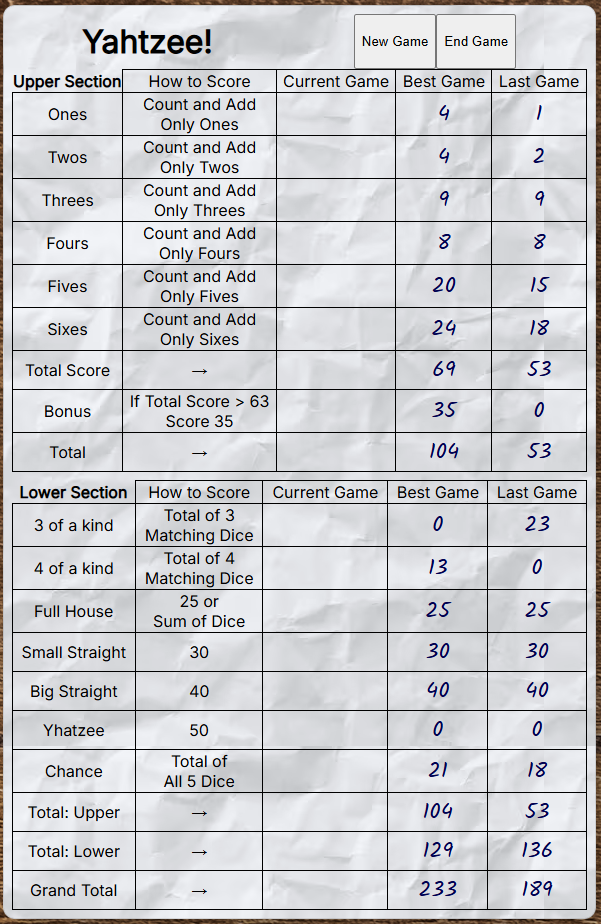 Yahtzee!
New Game End Game
Upper Section How to Score Current Game Best Game Last Game
Ones Count and Add Only Ones 4 1
Twos Count and Add Only Twos 4 2
Threes Count and Add Only Threes 9 9
Fours Count and Add Only Fours 8 8
Fives Count and Add Only Fives 20 15
Sixes Count and Add Only Sixes 24 18
Total Score → 69 53
Bonus If Total Score > 63 Score 35 35 0
Total → 104 53
Lower Section How to Score Current Game Best Game Last Game
3 of a kind Total of 3 Matching Dice 0 23
4 of a kind Total of 4 Matching Dice 13 0
Full House 25 or Sum of Dice 25 25
Small Straight 30 30 30
Big Straight 40 40 40
Yhatzee 50 0 0
Chance Total of All 5 Dice 21 18
Total: Upper → 104 53
Total: Lower → 129 136
Grand Total → 233 189